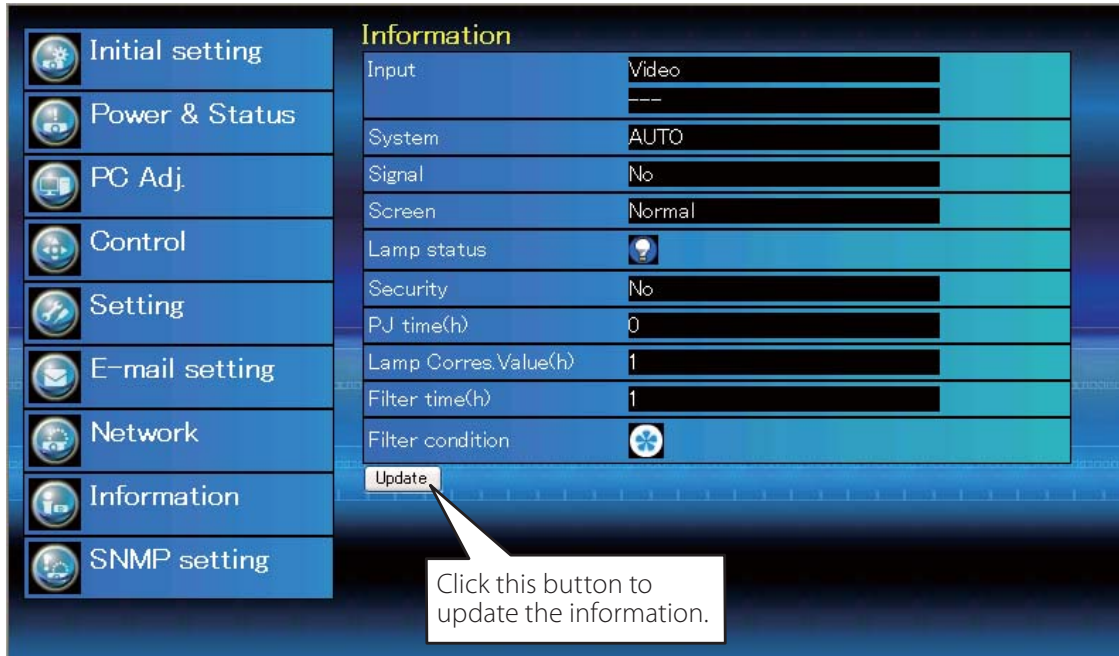 Initial setting
Power & Status
PC Adj.
Control
Setting
E-mail setting
Network
Information
SNMP setting
Information
Input Video
---
System AUTO
Signal No
Screen Normal
Lamp status
Security No
PJ time(h) 0
Lamp Corres.Value(h) 1
Filter time(h) 1
Filter condition
Update
Click this button to
update the information.